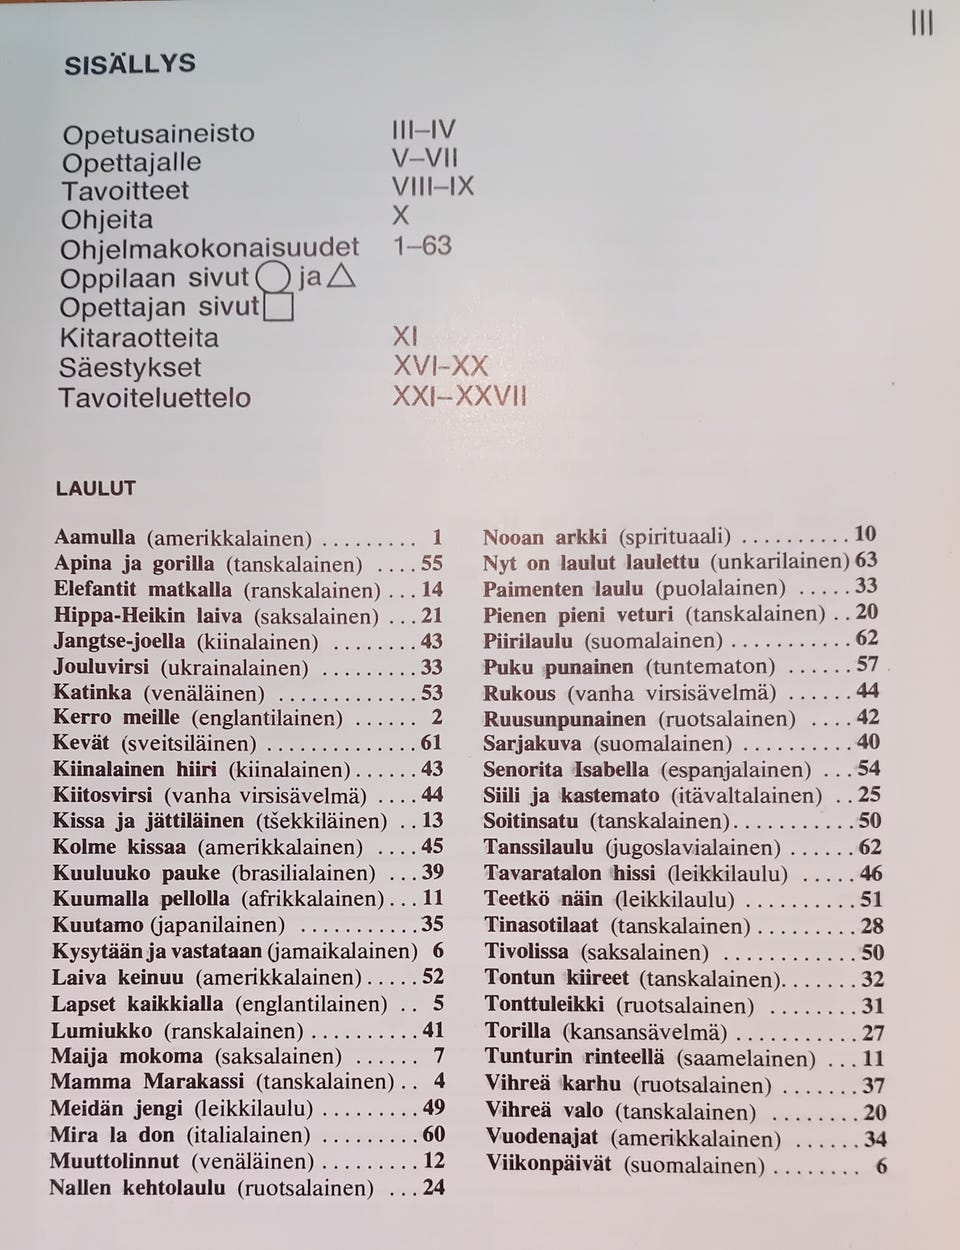 III
SISÄLLYS
Opetusaineisto III–IV
Opettajalle V–VII
Tavoitteet VIII–IX
Ohjeita X
Ohjelmakokonaisuudet 1–63
Oppilaan sivut ◯ ja △
Opettajan sivut □
Kitaraotteita XI
Säestykset XVI–XX
Tavoiteluettelo XXI–XXVII
LAULUT
Aamulla (amerikkalainen) ......... 1
Apina ja gorilla (tanskalainen) .... 55
Elefantit matkalla (ranskalainen) ... 14
Hippa-Heikin laiva (saksalainen) ... 21
Jangtse-joella (kiinalainen) ........ 43
Jouluvirsi (ukrainalainen) ......... 33
Katinka (venäläinen) ............. 53
Kerro meille (englantilainen) ...... 2
Kevät (sveitsiläinen) .............. 61
Kiinalainen hiiri (kiinalainen) ...... 43
Kiitosvirsi (vanha virsisävelmä) .... 44
Kissa ja jättiläinen (tšekkiläinen) .. 13
Kolme kissaa (amerikkalainen) .... 45
Kuuluuko pauke (brasilialainen) ... 39
Kuumalla pellolla (afrikkalainen) ... 11
Kuutamo (japanilainen) ........... 35
Kysytään ja vastataan (jamaikalainen) 6
Laiva keinuu (amerikkalainen) ..... 52
Lapset kaikkialla (englantilainen) .. 5
Lumiukko (ranskalainen) .......... 41
Maija mokoma (saksalainen) ...... 7
Mamma Marakassi (tanskalainen) .. 4
Meidän jengi (leikkilaulu) ......... 49
Mira la don (italialainen) ......... 60
Muuttolinnut (venäläinen) ......... 12
Nallen kehtolaulu (ruotsalainen) ... 24
Nooan arkki (spirituaali) .......... 10
Nyt on laulut laulettu (unkarilainen) 63
Paimenten laulu (puolalainen) ..... 33
Pienen pieni veturi (tanskalainen) .. 20
Piirilaulu (suomalainen) ........... 62
Puku punainen (tuntematon) ...... 57
Rukous (vanha virsisävelmä) ...... 44
Ruusunpunainen (ruotsalainen) .... 42
Sarjakuva (suomalainen) .......... 40
Senorita Isabella (espanjalainen) ... 54
Siili ja kastemato (itävaltalainen) .. 25
Soitinsatu (tanskalainen) ........... 50
Tanssilaulu (jugoslavialainen) ...... 62
Tavaratalon hissi (leikkilaulu) ..... 46
Teetkö näin (leikkilaulu) .......... 51
Tinasotilaat (tanskalainen) ......... 28
Tivolissa (saksalainen) ............ 50
Tontun kiireet (tanskalainen) ....... 32
Tonttuleikki (ruotsalainen) ........ 31
Torilla (kansansävelmä) ........... 27
Tunturin rinteellä (saamelainen) ... 11
Vihreä karhu (ruotsalainen) ....... 37
Vihreä valo (tanskalainen) ........ 20
Vuodenajat (amerikkalainen) ...... 34
Viikonpäivät (suomalainen) ........ 6